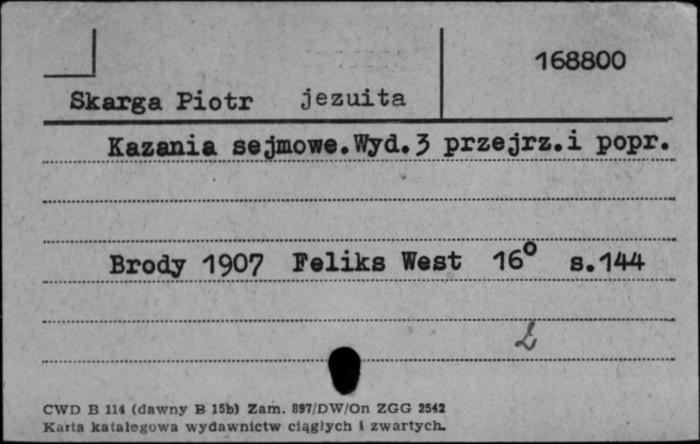 168800
Skarga Piotr jezuita
Kazania sejmowe.Wyd.3 przejrz.i popr.
Brody 1907 Feliks West 16° s.144
CWD B 114 (dawny B 15b) Zam. 897/DW/On ZGG 2542
Karta katalogowa wydawnictw ciągłych i zwartych.